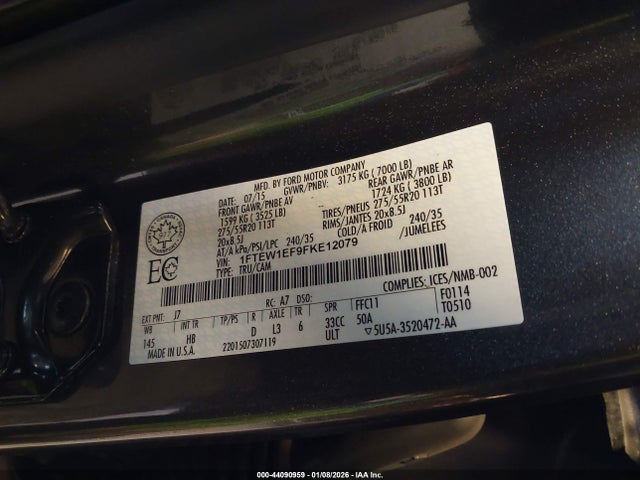 MFD. BY FORD MOTOR COMPANY
DATE: 07/15 GVWR/PNBV: 3175 KG ( 7000 LB)
FRONT GAWR/PNBE AV REAR GAWR/PNBE AR
1599 KG (3525 LB) 1724 KG ( 3800 LB)
275/55R20 113T TIRES/PNEUS 275/55R20 113T
20x8.5J RIMS/JANTES 20x8.5J
AT/A kPa/PSI/LPC 240/35 COLD/A FROID 240/35
VIN: 1FTEW1EF9FKE12079 /JUMELEES
TYPE: TRU/CAM
EC
COMPLIES: ICES/NMB-002
RC: A7 DSO:
EXT PNT: J7 FFC11 F0114
WB INT TR TP/PS R AXLE TR SPR 50A T0510
145 HB D L3 6 33CC
ULT ▽5U5A-3520472-AA
MADE IN U.S.A. 2201507307119
000-44090959 - 01/08/2026 - IAA Inc.